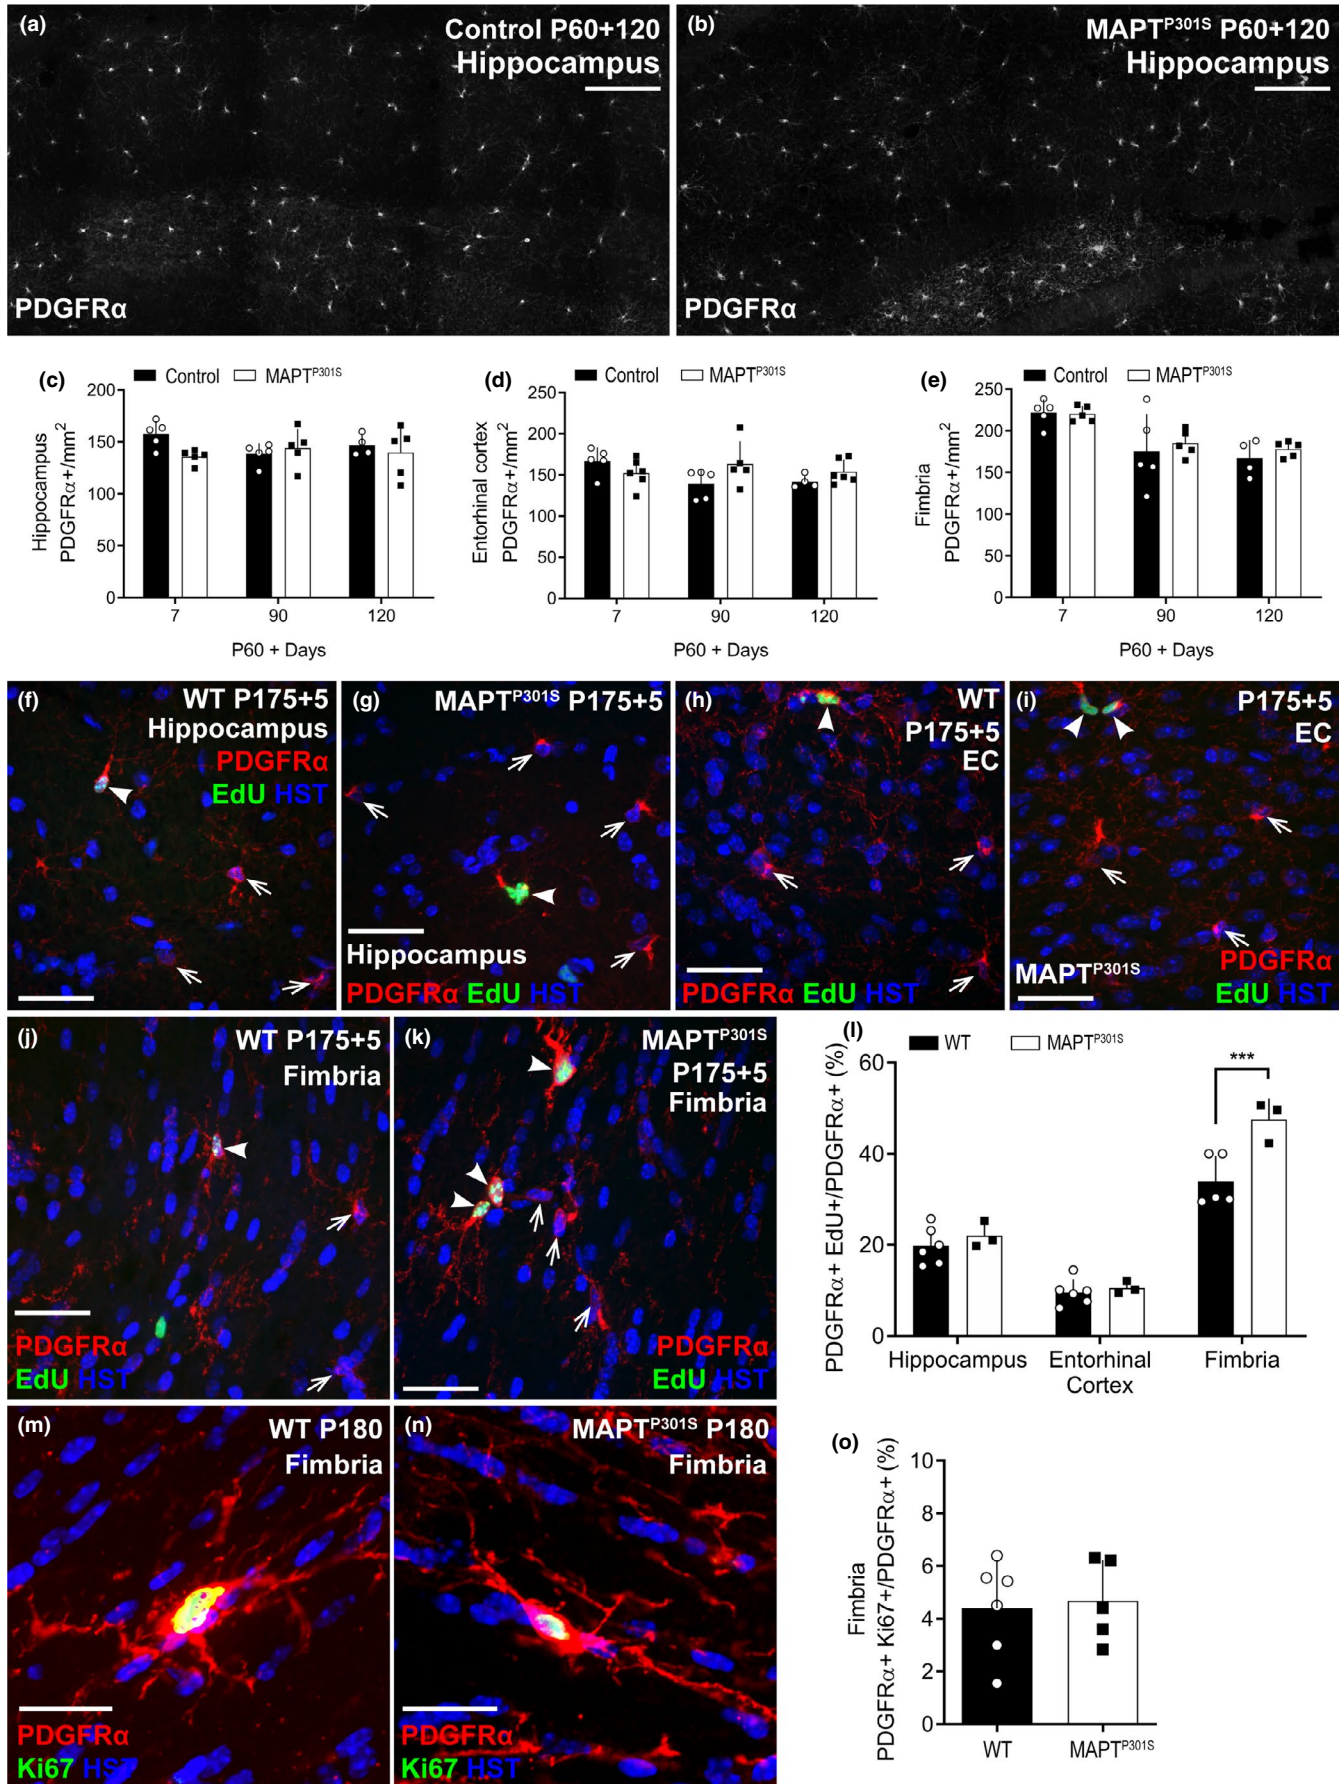 (a)
Control P60+120
Hippocampus
PDGFRα
(b)
MAPTP301S P60+120
Hippocampus
PDGFRα
(c)
Control MAPTP301S
Hippocampus
PDGFRα+/mm2
200
150
100
50
0
7 90 120
P60 + Days
(d)
Control MAPTP301S
Entorhinal cortex
PDGFRα+/mm2
250
200
150
100
50
0
7 90 120
P60 + Days
(e)
Control MAPTP301S
Fimbria
PDGFRα+/mm2
250
200
150
100
50
0
7 90 120
P60 + Days
(f)
WT P175+5
Hippocampus
PDGFRα
EdU HST
(g)
MAPTP301S P175+5
Hippocampus
PDGFRα EdU HST
(h)
WT
P175+5
EC
PDGFRα EdU HST
(i)
P175+5
EC
MAPTP301S
PDGFRα
EdU HST
(j)
WT P175+5
Fimbria
PDGFRα
EdU HST
(k)
MAPTP301S
P175+5
Fimbria
PDGFRα
EdU HST
(l)
WT MAPTP301S
PDGFRα+ EdU+/PDGFRα+ (%)
60
40
20
0
***
Hippocampus
Entorhinal
Cortex
Fimbria
(m)
WT P180
Fimbria
PDGFRα
Ki67 HST
(n)
MAPTP301S P180
Fimbria
PDGFRα
Ki67 HST
(o)
Fimbria
PDGFRα+ Ki67+/PDGFRα+ (%)
10
8
6
4
2
0
WT MAPTP301S